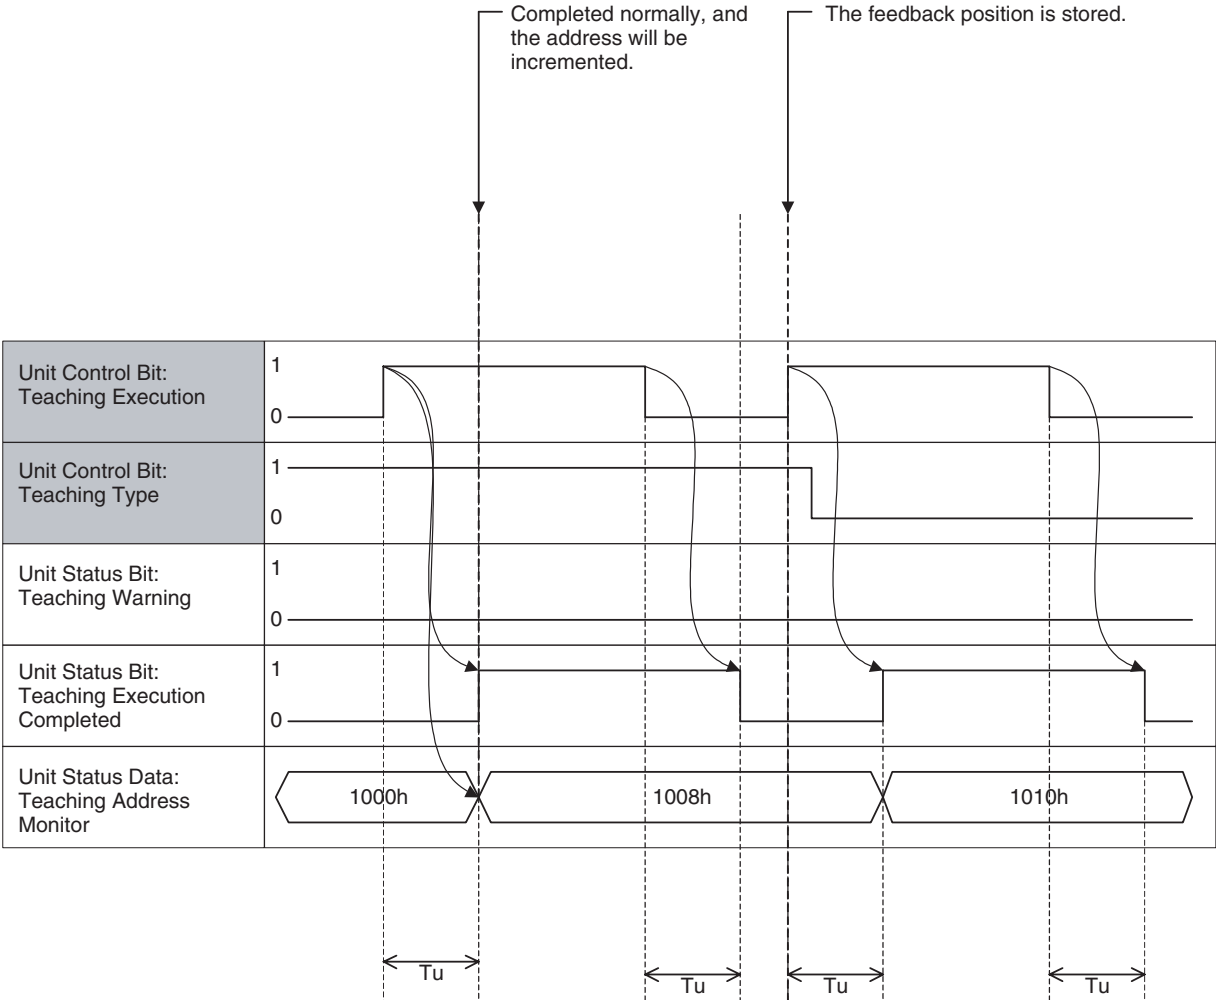 Completed normally, and
the address will be
incremented.
The feedback position is stored.
Unit Control Bit:
Teaching Execution
1
0
Unit Control Bit:
Teaching Type
1
0
Unit Status Bit:
Teaching Warning
1
0
Unit Status Bit:
Teaching Execution
Completed
1
0
Unit Status Data:
Teaching Address
Monitor
1000h
1008h
1010h
Tu
Tu
Tu
Tu